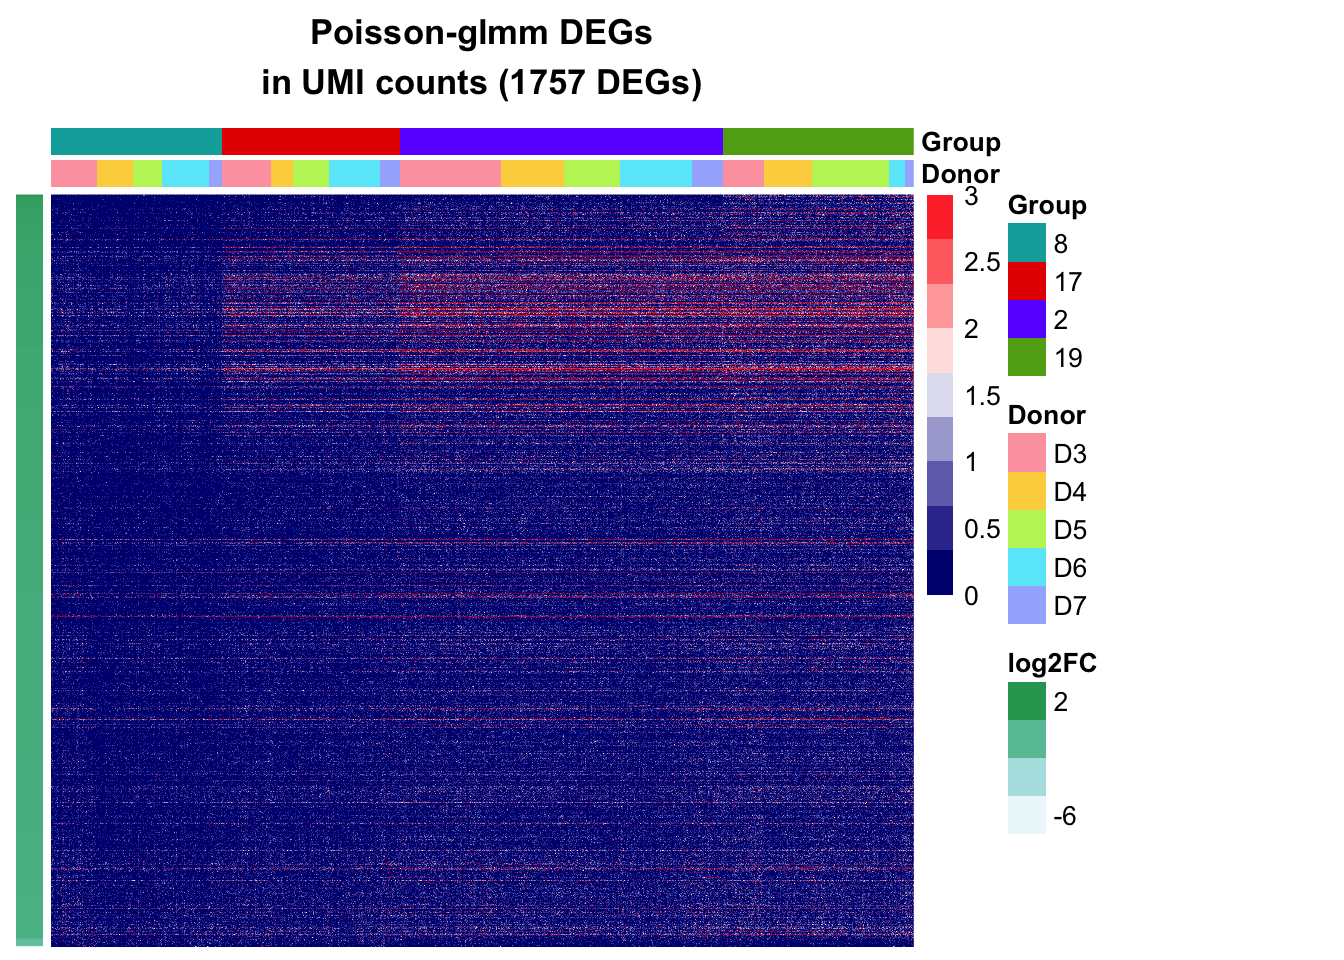 Poisson-glmm DEGs
in UMI counts (1757 DEGs)
Group
Donor
3
2.5
2
1.5
1
0.5
0
Group
8
17
2
19
Donor
D3
D4
D5
D6
D7
log2FC
2
-6